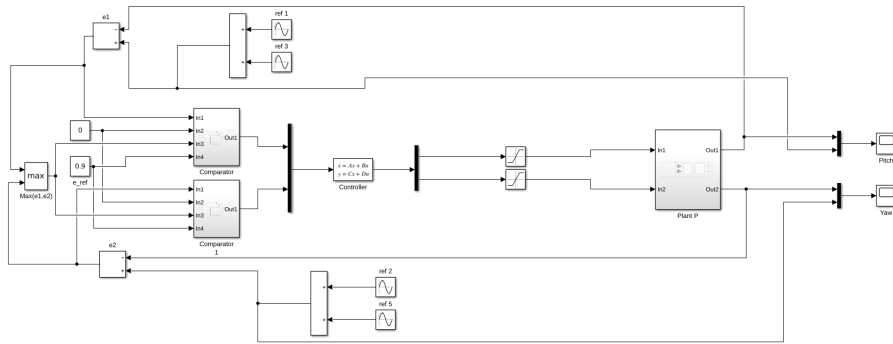 e1
ref 1
ref 3
0
In1
In2
In3
In4
Out1
Comparator
0.9
e_ref
max
Max(e1,e2)
In1
In2
In3
In4
Out1
Comparator
1
ẋ = Ax + Bu
y = Cx + Du
Controller
In1
In2
Out1
Out2
Plant P
Pitch
Yaw
e2
ref 2
ref 5